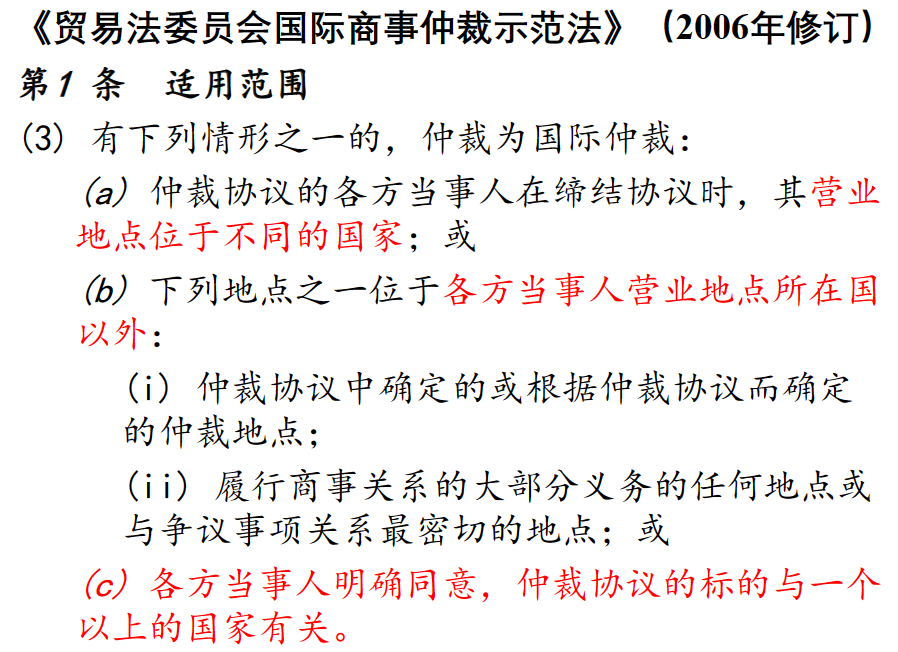 《贸易法委员会国际商事仲裁示范法》（2006年修订）
第1 条　适用范围
(3) 有下列情形之一的，仲裁为国际仲裁：
(a) 仲裁协议的各方当事人在缔结协议时，其营业
地点位于不同的国家；或
(b) 下列地点之一位于各方当事人营业地点所在国
以外：
(i) 仲裁协议中确定的或根据仲裁协议而确定
的仲裁地点；
(ii) 履行商事关系的大部分义务的任何地点或
与争议事项关系最密切的地点；或
(c) 各方当事人明确同意，仲裁协议的标的与一个
以上的国家有关。